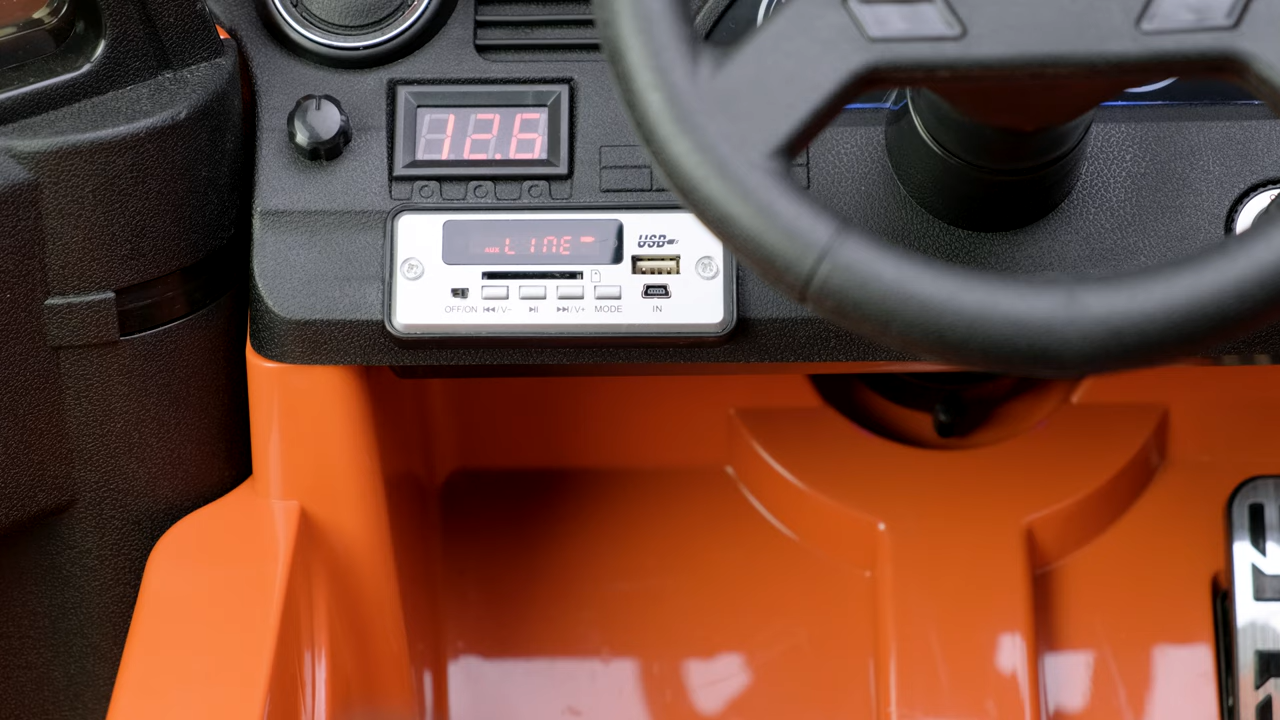 12.6
AUX LINE
USB
OFF/ON ⏮/V− ⏯ ⏭/V+ MODE IN